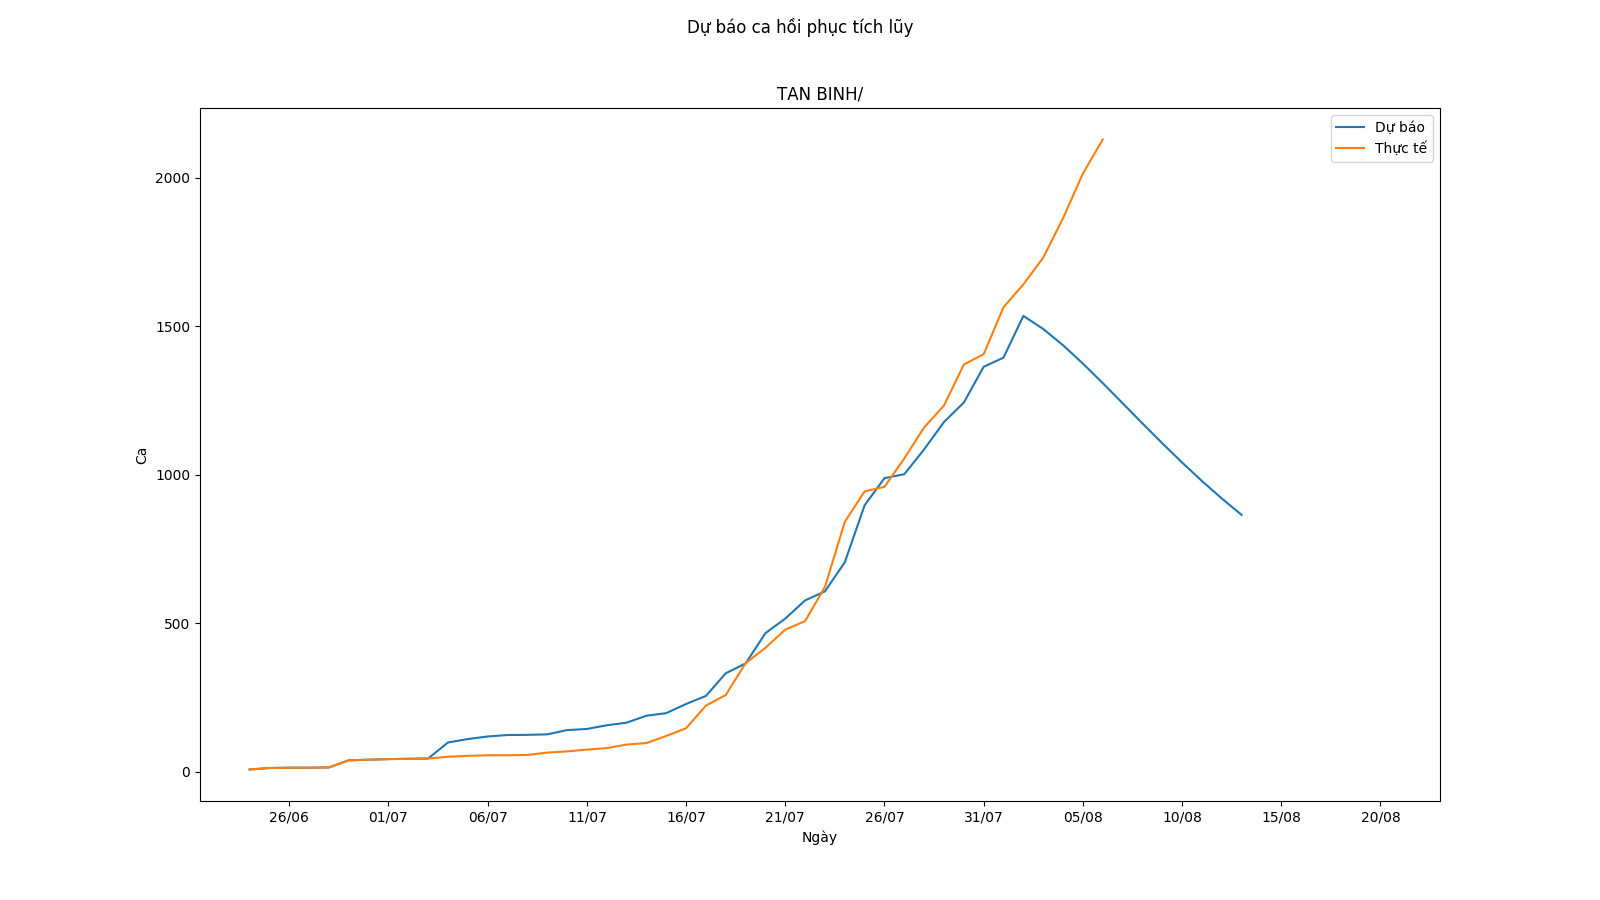 Dự báo ca hồi phục tích lũy
TAN BINH/
Dự báo
Thực tế
2000
1500
1000
500
0
Ca
26/06 01/07 06/07 11/07 16/07 21/07 26/07 31/07 05/08 10/08 15/08 20/08
Ngày